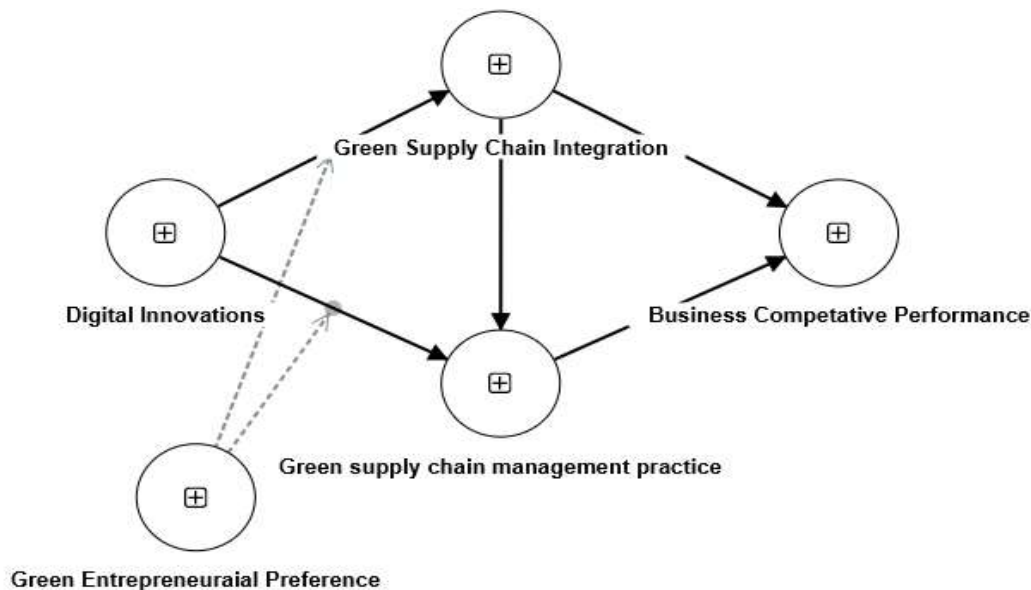 Green Supply Chain Integration
Digital Innovations
Business Competative Performance
Green supply chain management practice
Green Entrepreneuraial Preference